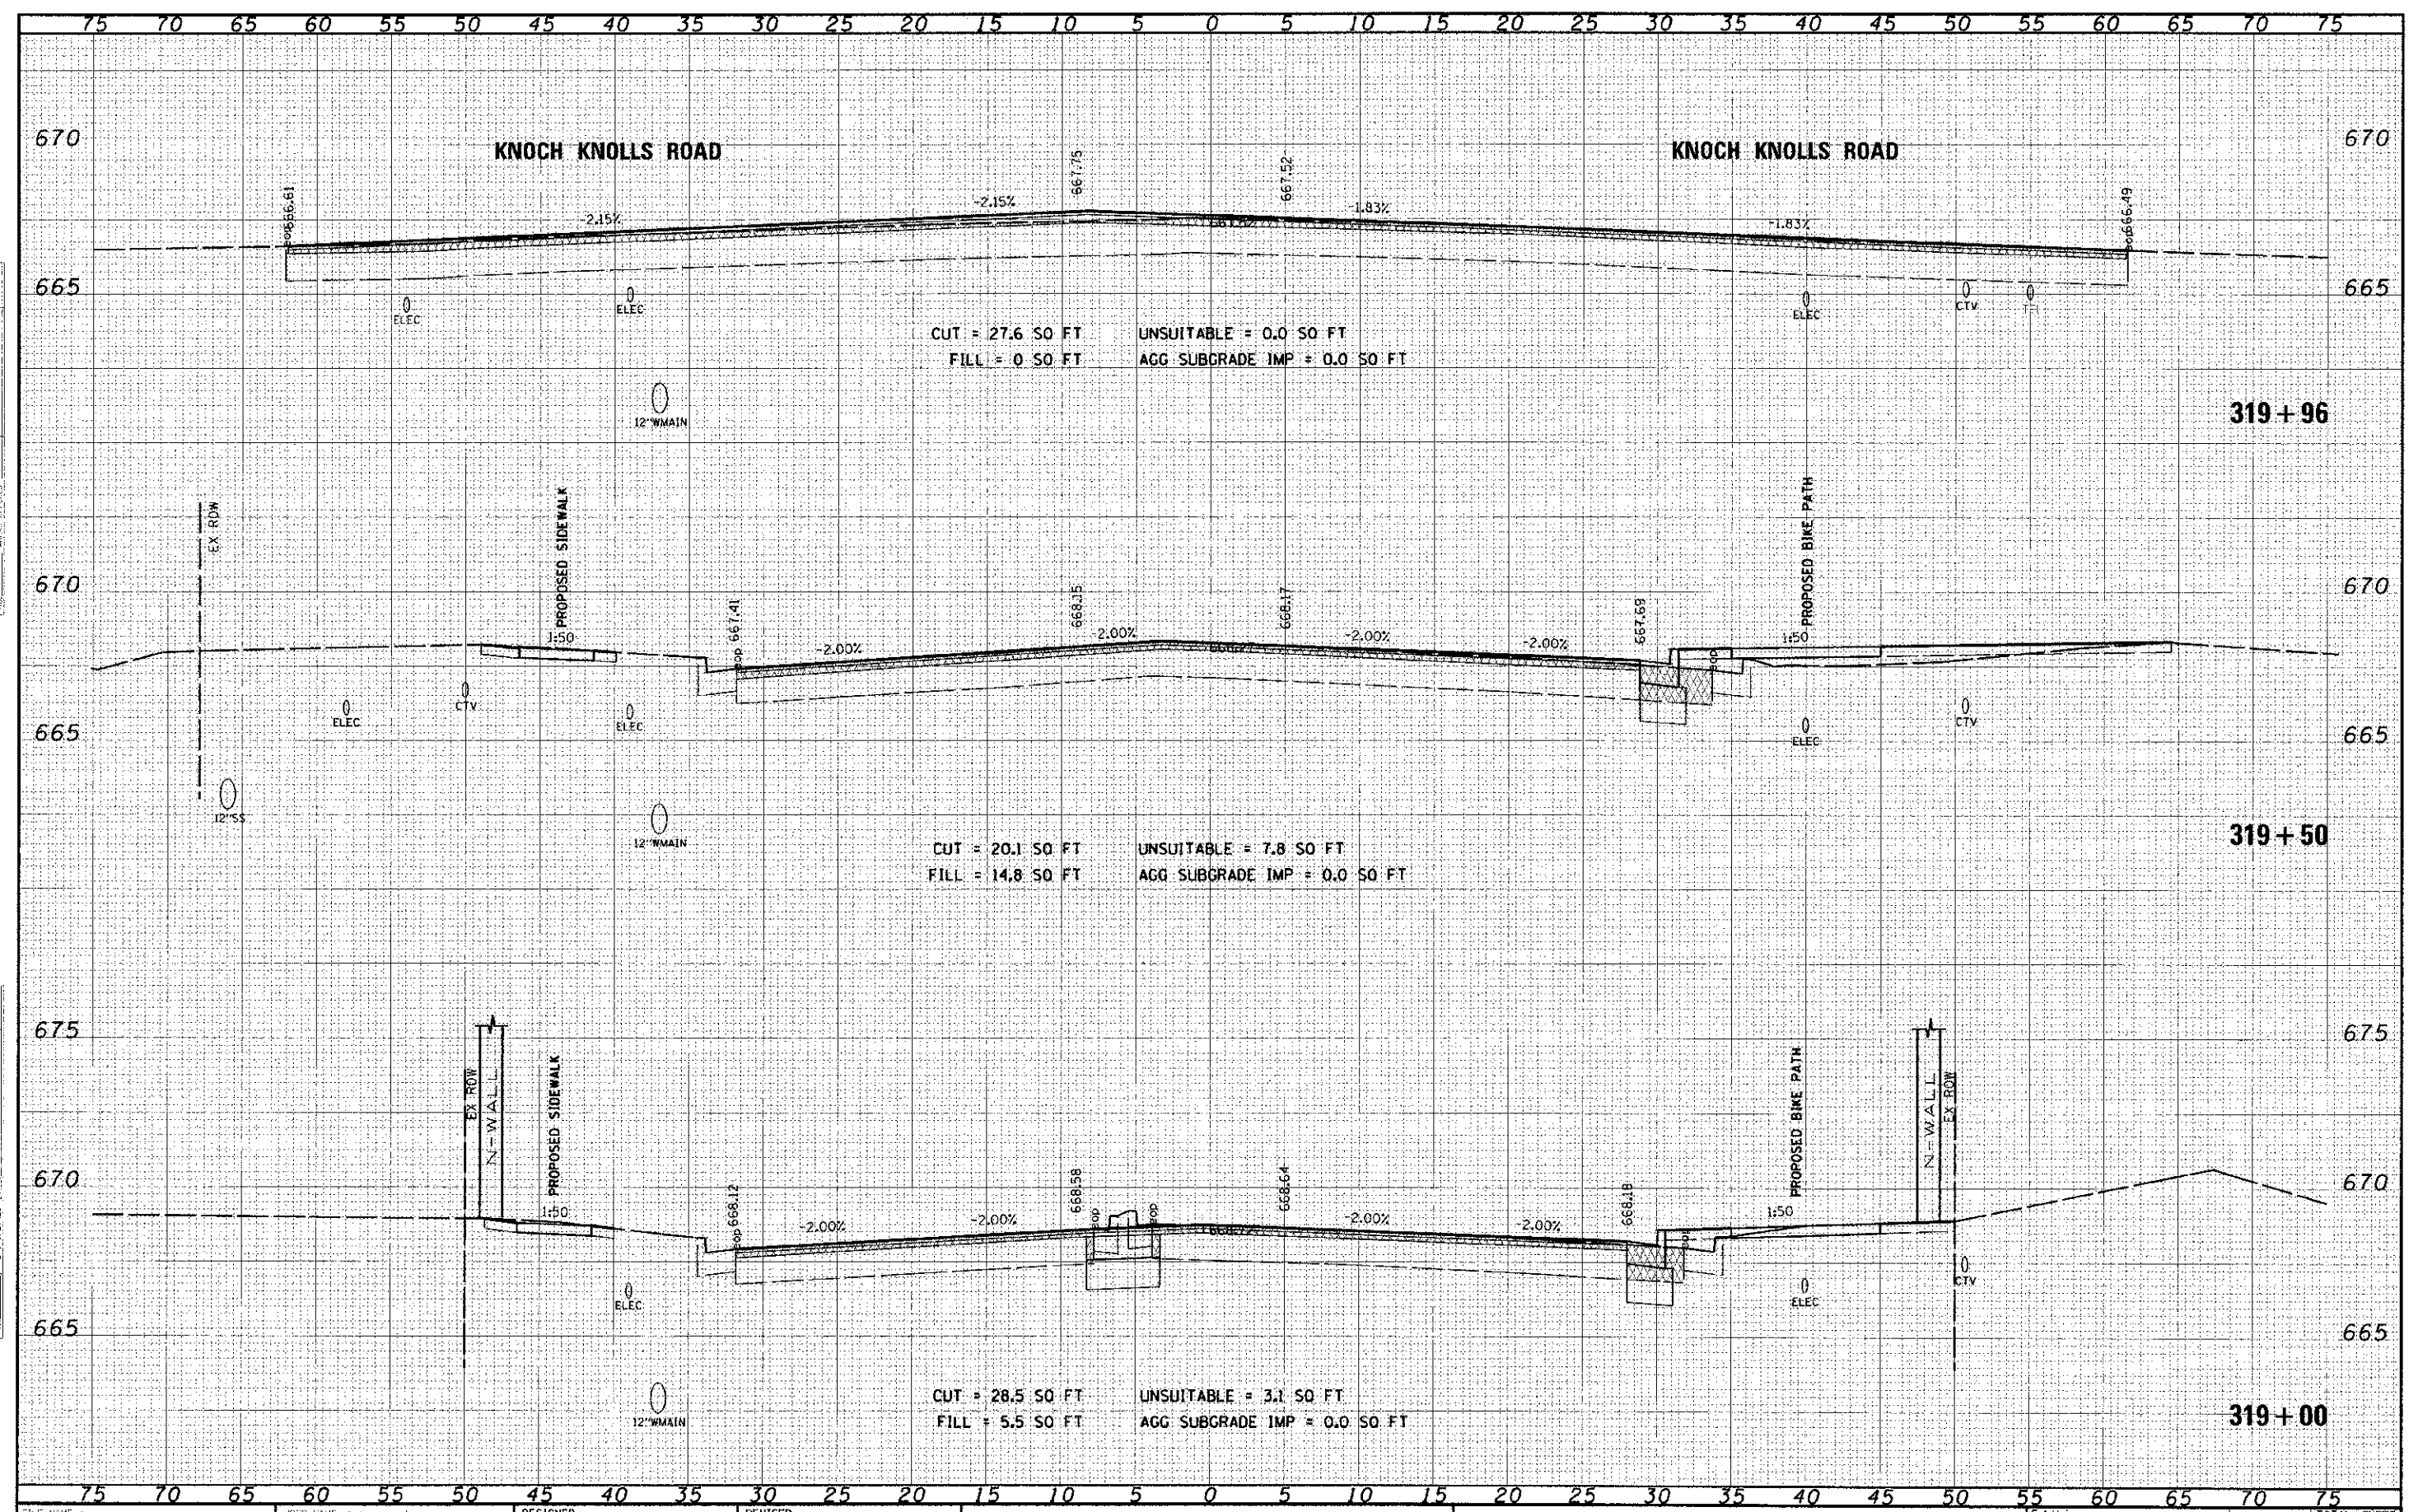 75 70 65 60 55 50 45 40 35 30 25 20 15 10 5 0 5 10 15 20 25 30 35 40 45 50 55 60 65 70 75
670 KNOCH KNOLLS ROAD KNOCH KNOLLS ROAD 670
667.75
667.52
666.61
666.49
eop
eop
-2.15%
-2.15%
-1.83%
-1.83%
665 665
ELEC
ELEC
ELEC
CTV
CUT = 27.6 SQ FT UNSUITABLE = 0.0 SQ FT
FILL = 0 SQ FT AGG SUBGRADE IMP = 0.0 SQ FT
12"WMAIN
319 + 96
EX ROW
PROPOSED SIDEWALK
PROPOSED BIKE PATH
670 670
1:50
eop 667.41
-2.00%
668.15
-2.00%
668.17
-2.00%
-2.00%
667.69
eop
1:50
ELEC
CTV
ELEC
ELEC
CTV
665 665
12"SS
12"WMAIN
319 + 50
CUT = 20.1 SQ FT UNSUITABLE = 7.8 SQ FT
FILL = 14.8 SQ FT AGG SUBGRADE IMP = 0.0 SQ FT
675 675
EX ROW
N-WALL
PROPOSED SIDEWALK
PROPOSED BIKE PATH
N-WALL
EX ROW
670 670
1:50
eop 668.12
-2.00%
-2.00%
668.58
eop
eop
668.64
-2.00%
-2.00%
668.18
eop
1:50
ELEC
ELEC
CTV
665 665
12"WMAIN
CUT = 28.5 SQ FT UNSUITABLE = 3.1 SQ FT
FILL = 5.5 SQ FT AGG SUBGRADE IMP = 0.0 SQ FT
319 + 00
75 70 65 60 55 50 45 40 35 30 25 20 15 10 5 0 5 10 15 20 25 30 35 40 45 50 55 60 65 70 75